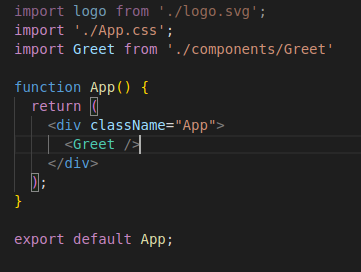 import logo from './logo.svg';
import './App.css';
import Greet from './components/Greet'
function App() {
return (
<div className="App">
<Greet />
</div>
);
}
export default App;